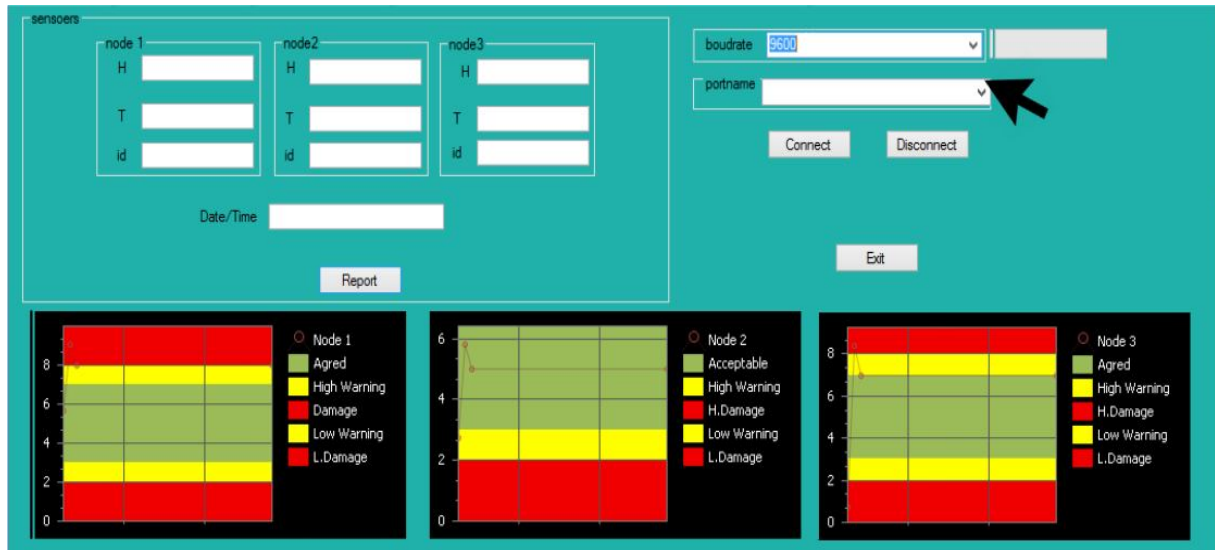 sensoers
node 1
H
T
id
node2
H
T
id
node3
H
T
id
Date/Time
Report
boudrate 9600
portname
Connect Disconnect
Exit
8
6
4
2
0
Node 1
Agred
High Warning
Damage
Low Warning
L.Damage
6
4
2
0
Node 2
Acceptable
High Warning
H.Damage
Low Warning
L.Damage
8
6
4
2
0
Node 3
Agred
High Warning
H.Damage
Low Warning
L.Damage